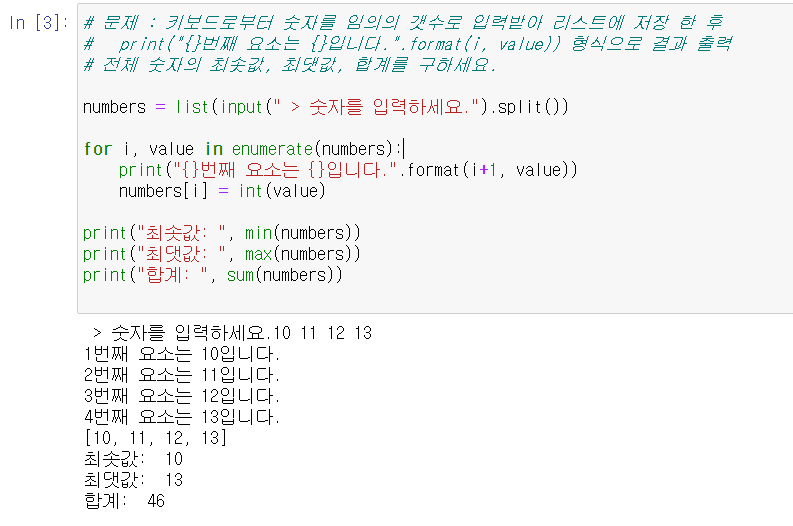 In [3]: # 문제 : 키보드로부터 숫자를 임의의 갯수로 입력받아 리스트에 저장 한 후
#   print("{}번째 요소는 {}입니다.".format(i, value)) 형식으로 결과 출력
# 전체 숫자의 최솟값, 최댓값, 합계를 구하세요.
numbers = list(input(" > 숫자를 입력하세요.").split())
for i, value in enumerate(numbers):
    print("{}번째 요소는 {}입니다.".format(i+1, value))
    numbers[i] = int(value)
print("최솟값: ", min(numbers))
print("최댓값: ", max(numbers))
print("합계: ", sum(numbers))
 > 숫자를 입력하세요.10 11 12 13
1번째 요소는 10입니다.
2번째 요소는 11입니다.
3번째 요소는 12입니다.
4번째 요소는 13입니다.
[10, 11, 12, 13]
최솟값:  10
최댓값:  13
합계:  46